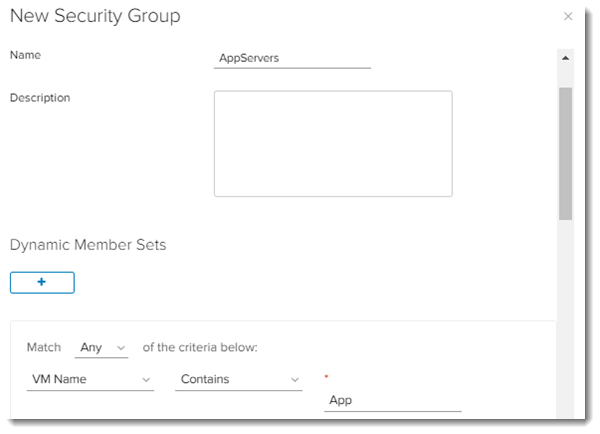 New Security Group
×
Name AppServers
Description
Dynamic Member Sets
+
Match Any of the criteria below:
VM Name Contains *
App